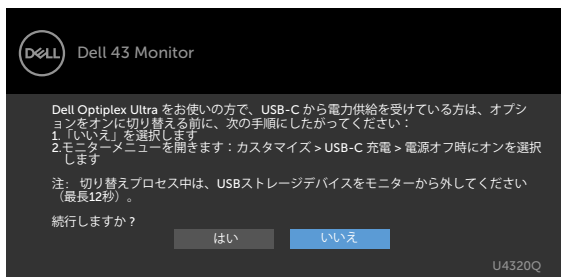 DELL
Dell 43 Monitor
Dell Optiplex Ultra をお使いの方で、USB-C から電力供給を受けている方は、オプシ
ョンをオンに切り替える前に、次の手順にしたがってください：
1.「いいえ」を選択します
2.モニターメニューを開きます：カスタマイズ > USB-C 充電 > 電源オフ時にオンを選択
します
注： 切り替えプロセス中は、USBストレージデバイスをモニターから外してください
（最長12秒）。
続行しますか ?
はい
いいえ
U4320Q